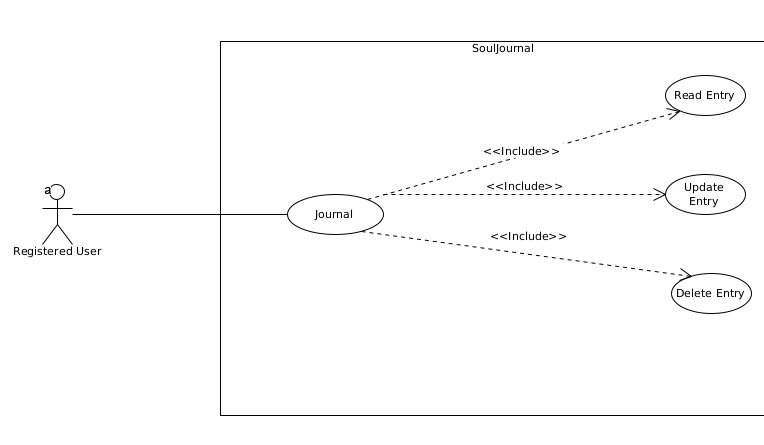 SoulJournal
Read Entry
<<Include>>
<<Include>>
Update
Entry
a
Journal
<<Include>>
Registered User
Delete Entry